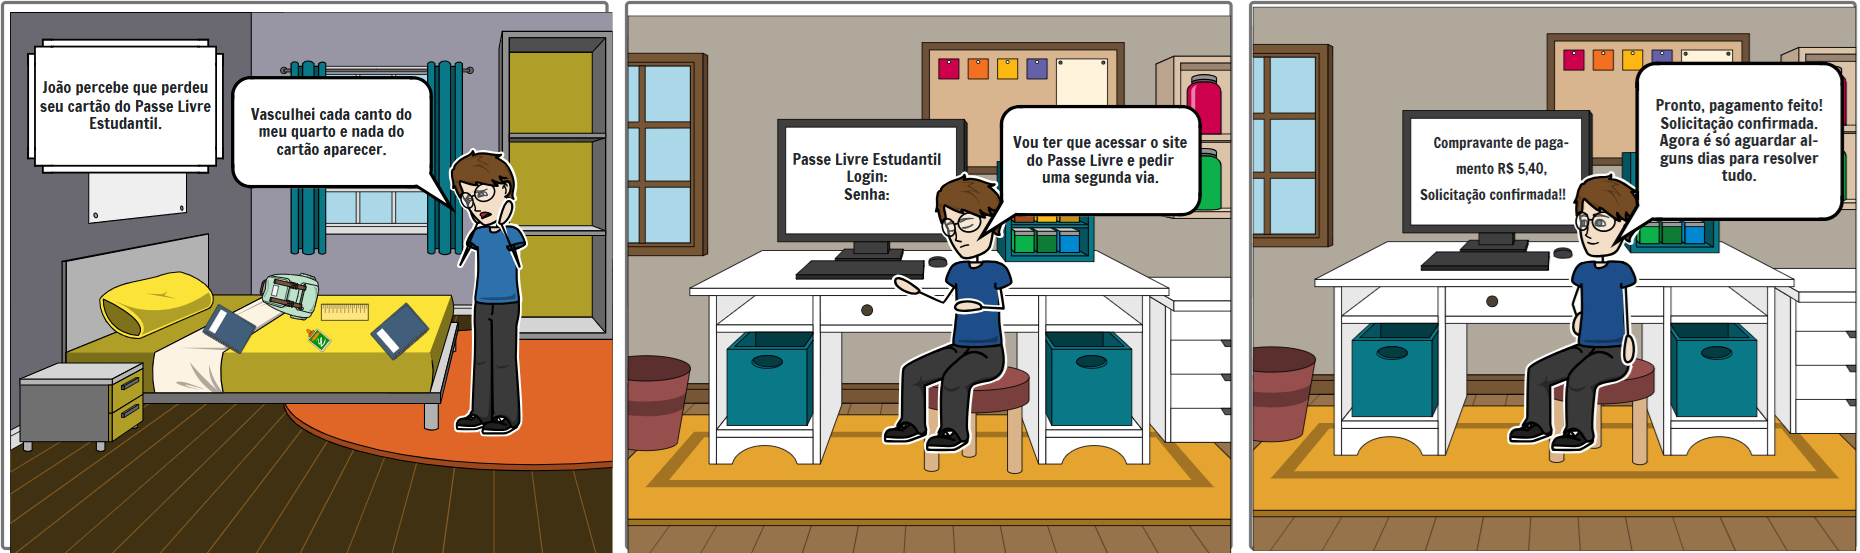 João percebe que perdeu
seu cartão do Passe Livre
Estudantil.
Vasculhei cada canto do
meu quarto e nada do
cartão aparecer.
Passe Livre Estudantil
Login:
Senha:
Vou ter que acessar o site
do Passe Livre e pedir
uma segunda via.
Compravante de paga-
mento RS 5,40,
Solicitação confirmada!!
Pronto, pagamento feito!
Solicitação confirmada.
Agora é só aguardar al-
guns dias para resolver
tudo.